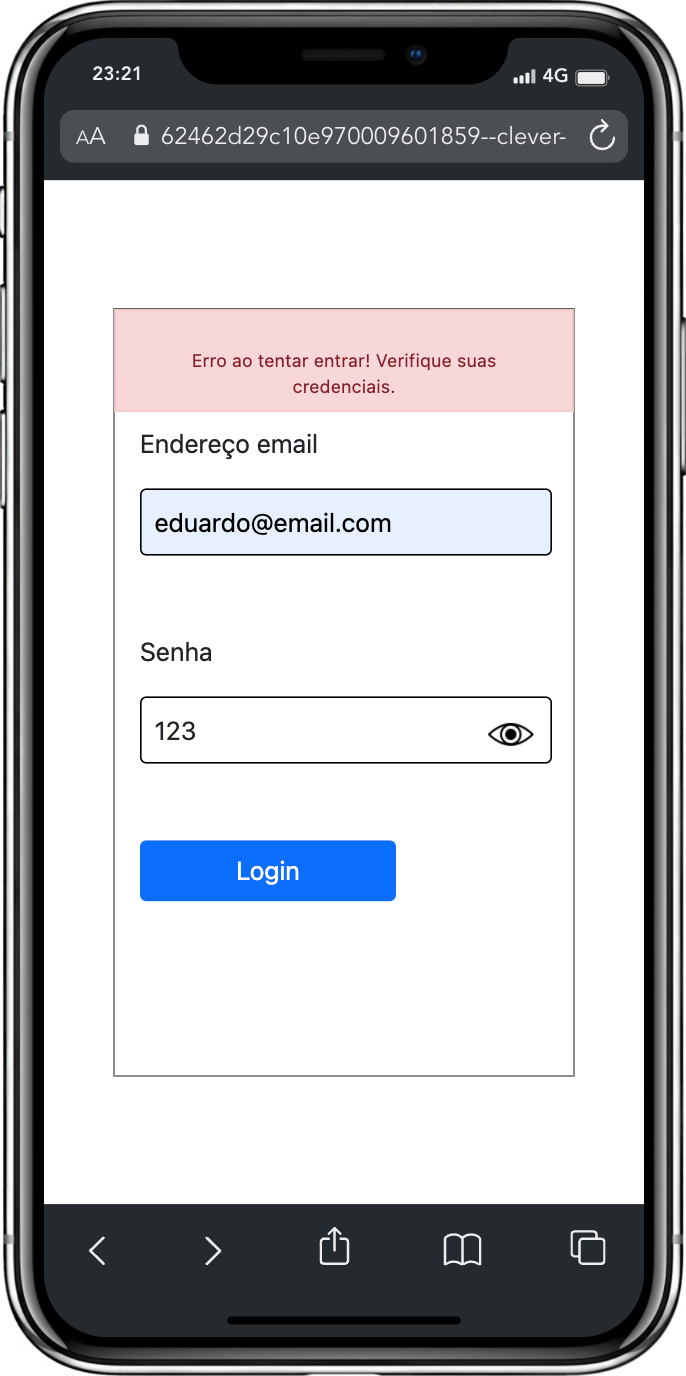 23:21
4G
AA
62462d29c10e970009601859--clever-
Erro ao tentar entrar! Verifique suas
credenciais.
Endereço email
eduardo@email.com
Senha
123
Login